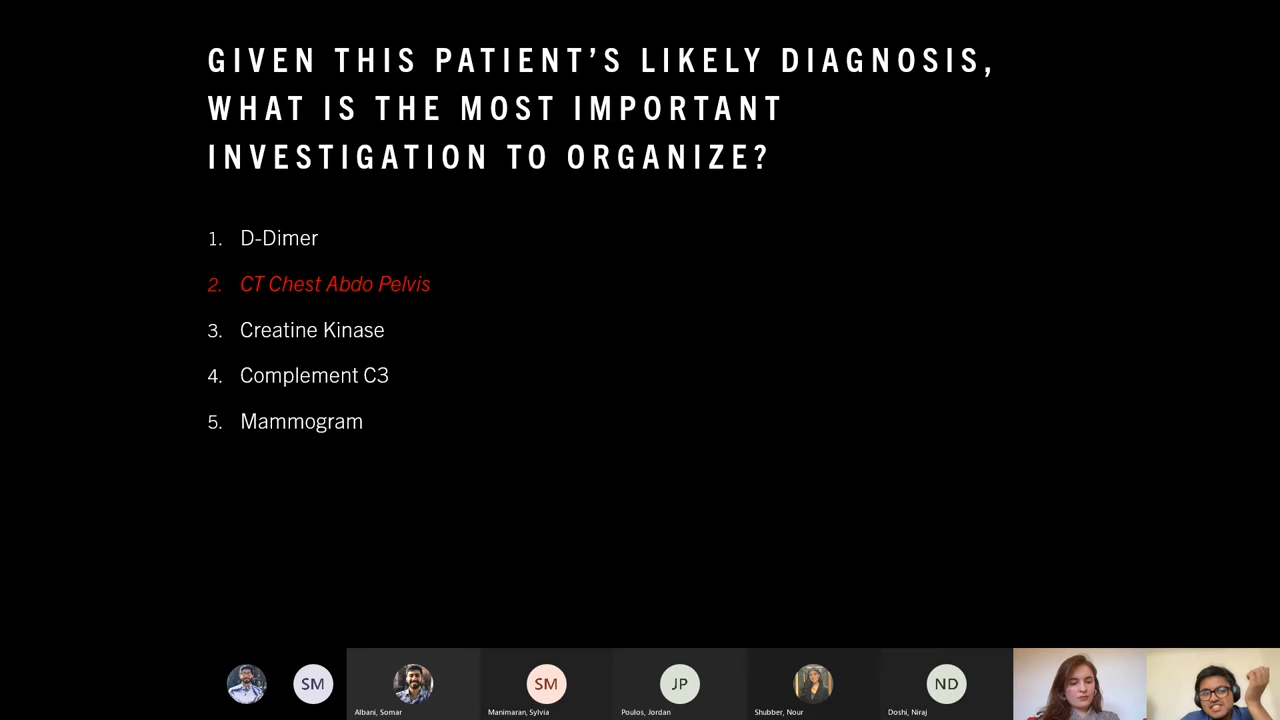 GIVEN THIS PATIENT’S LIKELY DIAGNOSIS,
WHAT IS THE MOST IMPORTANT
INVESTIGATION TO ORGANIZE?
1. D-Dimer
2. CT Chest Abdo Pelvis
3. Creatine Kinase
4. Complement C3
5. Mammogram
SM SM JP ND
Albani, Somar Manimaran, Sylvia Poulos, Jordan Shubber, Nour Doshi, Niraj